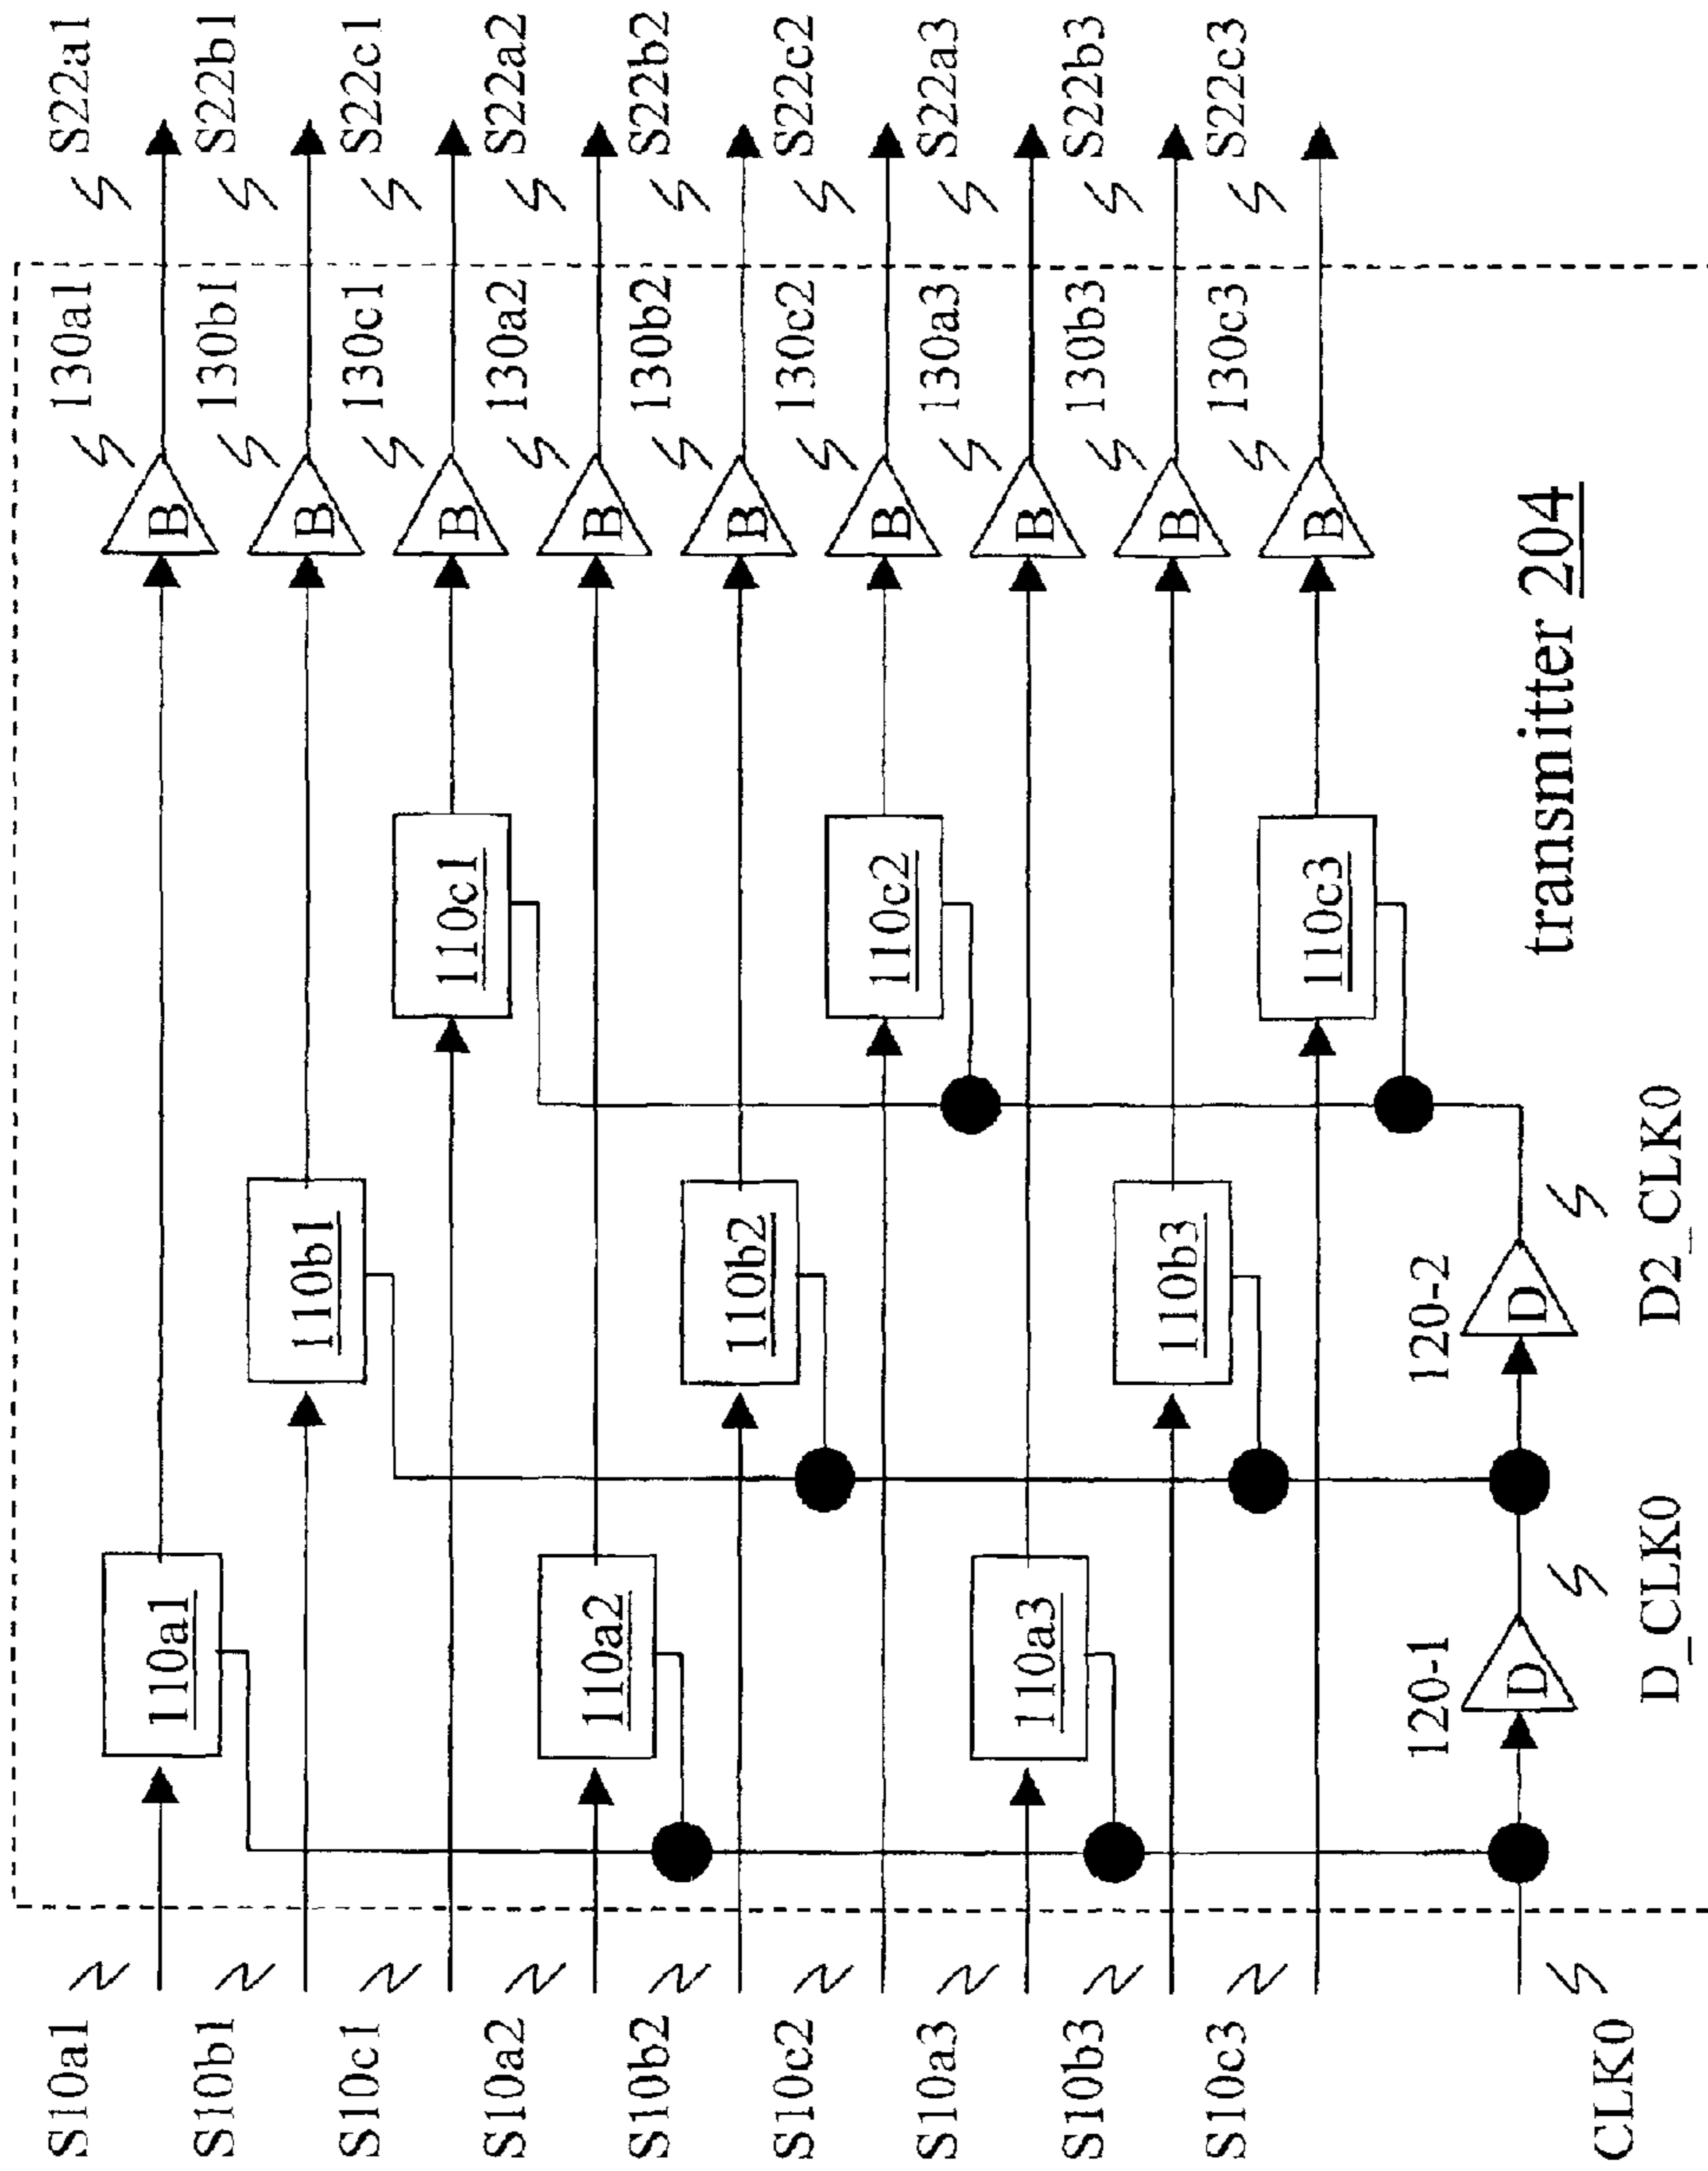 S10a1
S10b1
S10c1
S10a2
S10b2
S10c2
S10a3
S10b3
S10c3
CLK0
110a1
110a2
110a3
120-1
D
D_CLK0
110b1
110b2
110b3
120-2
D
D2_CLK0
110c1
110c2
110c3
transmitter 204
B
B
B
B
B
B
B
B
B
130a1
130b1
130c1
130a2
130b2
130c2
130a3
130b3
130c3
S22a1
S22b1
S22c1
S22a2
S22b2
S22c2
S22a3
S22b3
S22c3